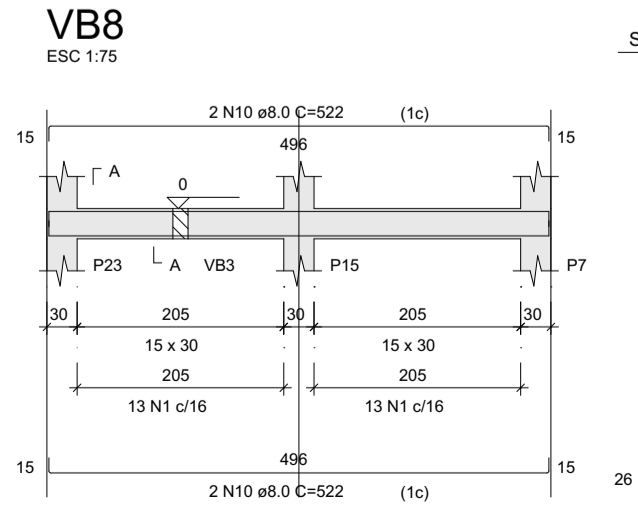 VB8
ESC 1:75
S
2 N10 ø8.0 C=522 (1c)
15 496 15
A
0
P23 A VB3 P15 P7
30 205 30 205 30
15 x 30 15 x 30
205 205
13 N1 c/16 13 N1 c/16
15 496 15
2 N10 ø8.0 C=522 (1c)
26